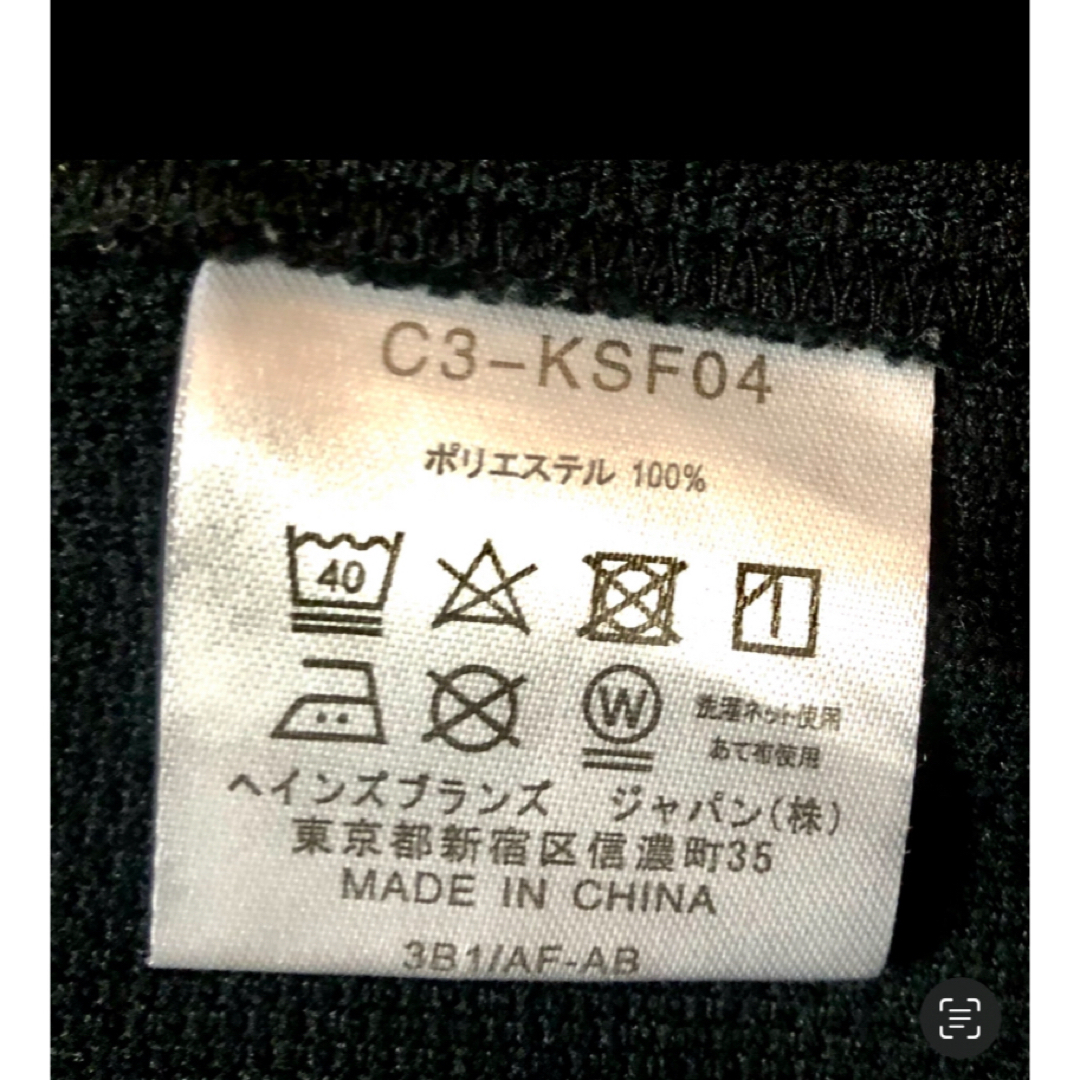 C3-KSF04
ポリエステル 100%
40
W
洗濯ネット使用
あて布使用
ヘインズブランズ ジャパン(株)
東京都新宿区信濃町35
MADE IN CHINA
3B1/AF-AB